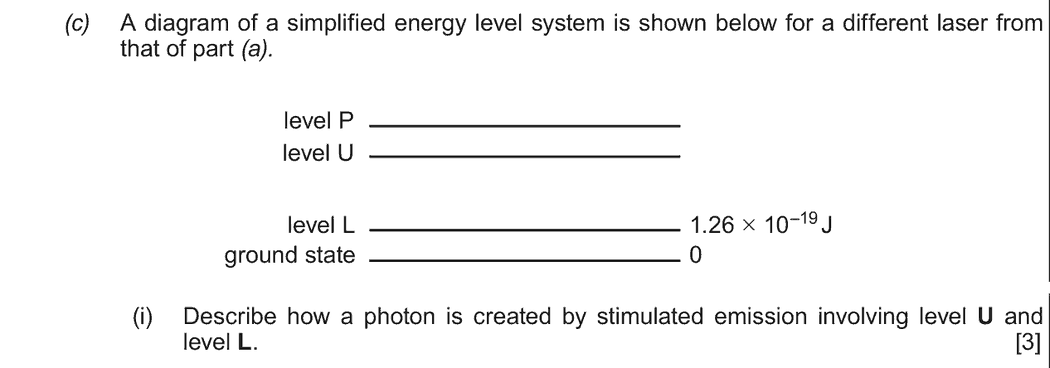 (c) A diagram of a simplified energy level system is shown below for a different laser from
that of part (a).
level P
level U
level L 1.26 × 10⁻¹⁹ J
ground state 0
(i) Describe how a photon is created by stimulated emission involving level U and
level L. [3]